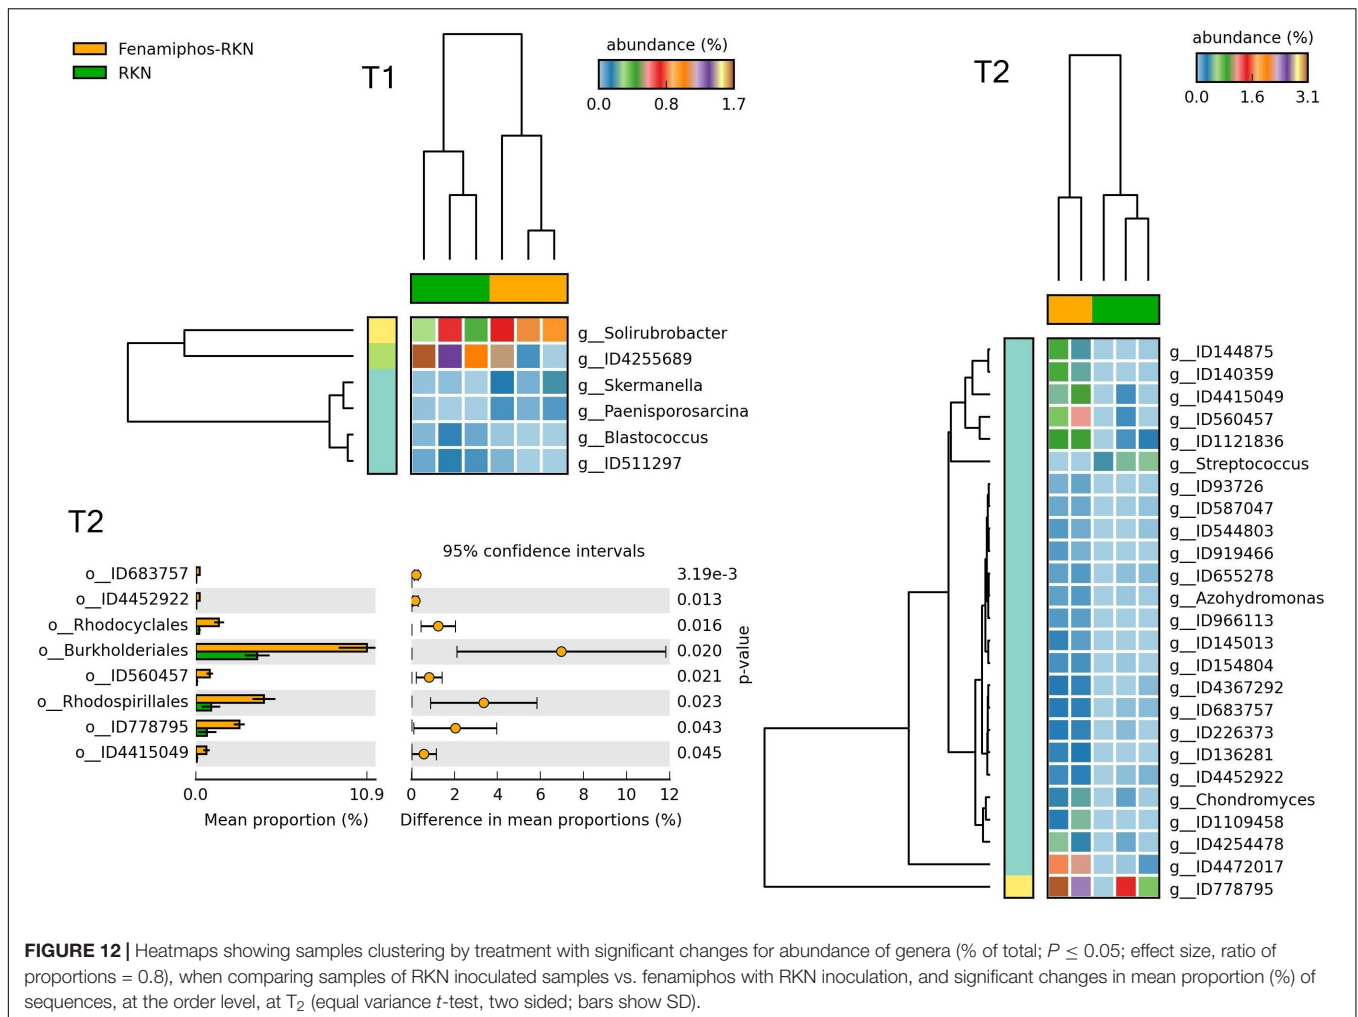 Fenamiphos-RKN
RKN
T1
abundance (%)
0.0 0.8 1.7
g__Solirubrobacter
g__ID4255689
g__Skermanella
g__Paenisporosarcina
g__Blastococcus
g__ID511297
T2
abundance (%)
0.0 1.6 3.1
g__ID144875
g__ID140359
g__ID4415049
g__ID560457
g__ID1121836
g__Streptococcus
g__ID93726
g__ID587047
g__ID544803
g__ID919466
g__ID655278
g__Azohydromonas
g__ID966113
g__ID145013
g__ID154804
g__ID4367292
g__ID683757
g__ID226373
g__ID136281
g__ID4452922
g__Chondromyces
g__ID1109458
g__ID4254478
g__ID4472017
g__ID778795
T2
95% confidence intervals
o__ID683757 3.19e-3
o__ID4452922 0.013
o__Rhodocyclales 0.016
o__Burkholderiales 0.020
o__ID560457 0.021
o__Rhodospirillales 0.023
o__ID778795 0.043
o__ID4415049 0.045
p-value
0.0 10.9 0 2 4 6 8 10 12
Mean proportion (%) Difference in mean proportions (%)
FIGURE 12 | Heatmaps showing samples clustering by treatment with significant changes for abundance of genera (% of total; P ≤ 0.05; effect size, ratio of
proportions = 0.8), when comparing samples of RKN inoculated samples vs. fenamiphos with RKN inoculation, and significant changes in mean proportion (%) of
sequences, at the order level, at T2 (equal variance t-test, two sided; bars show SD).